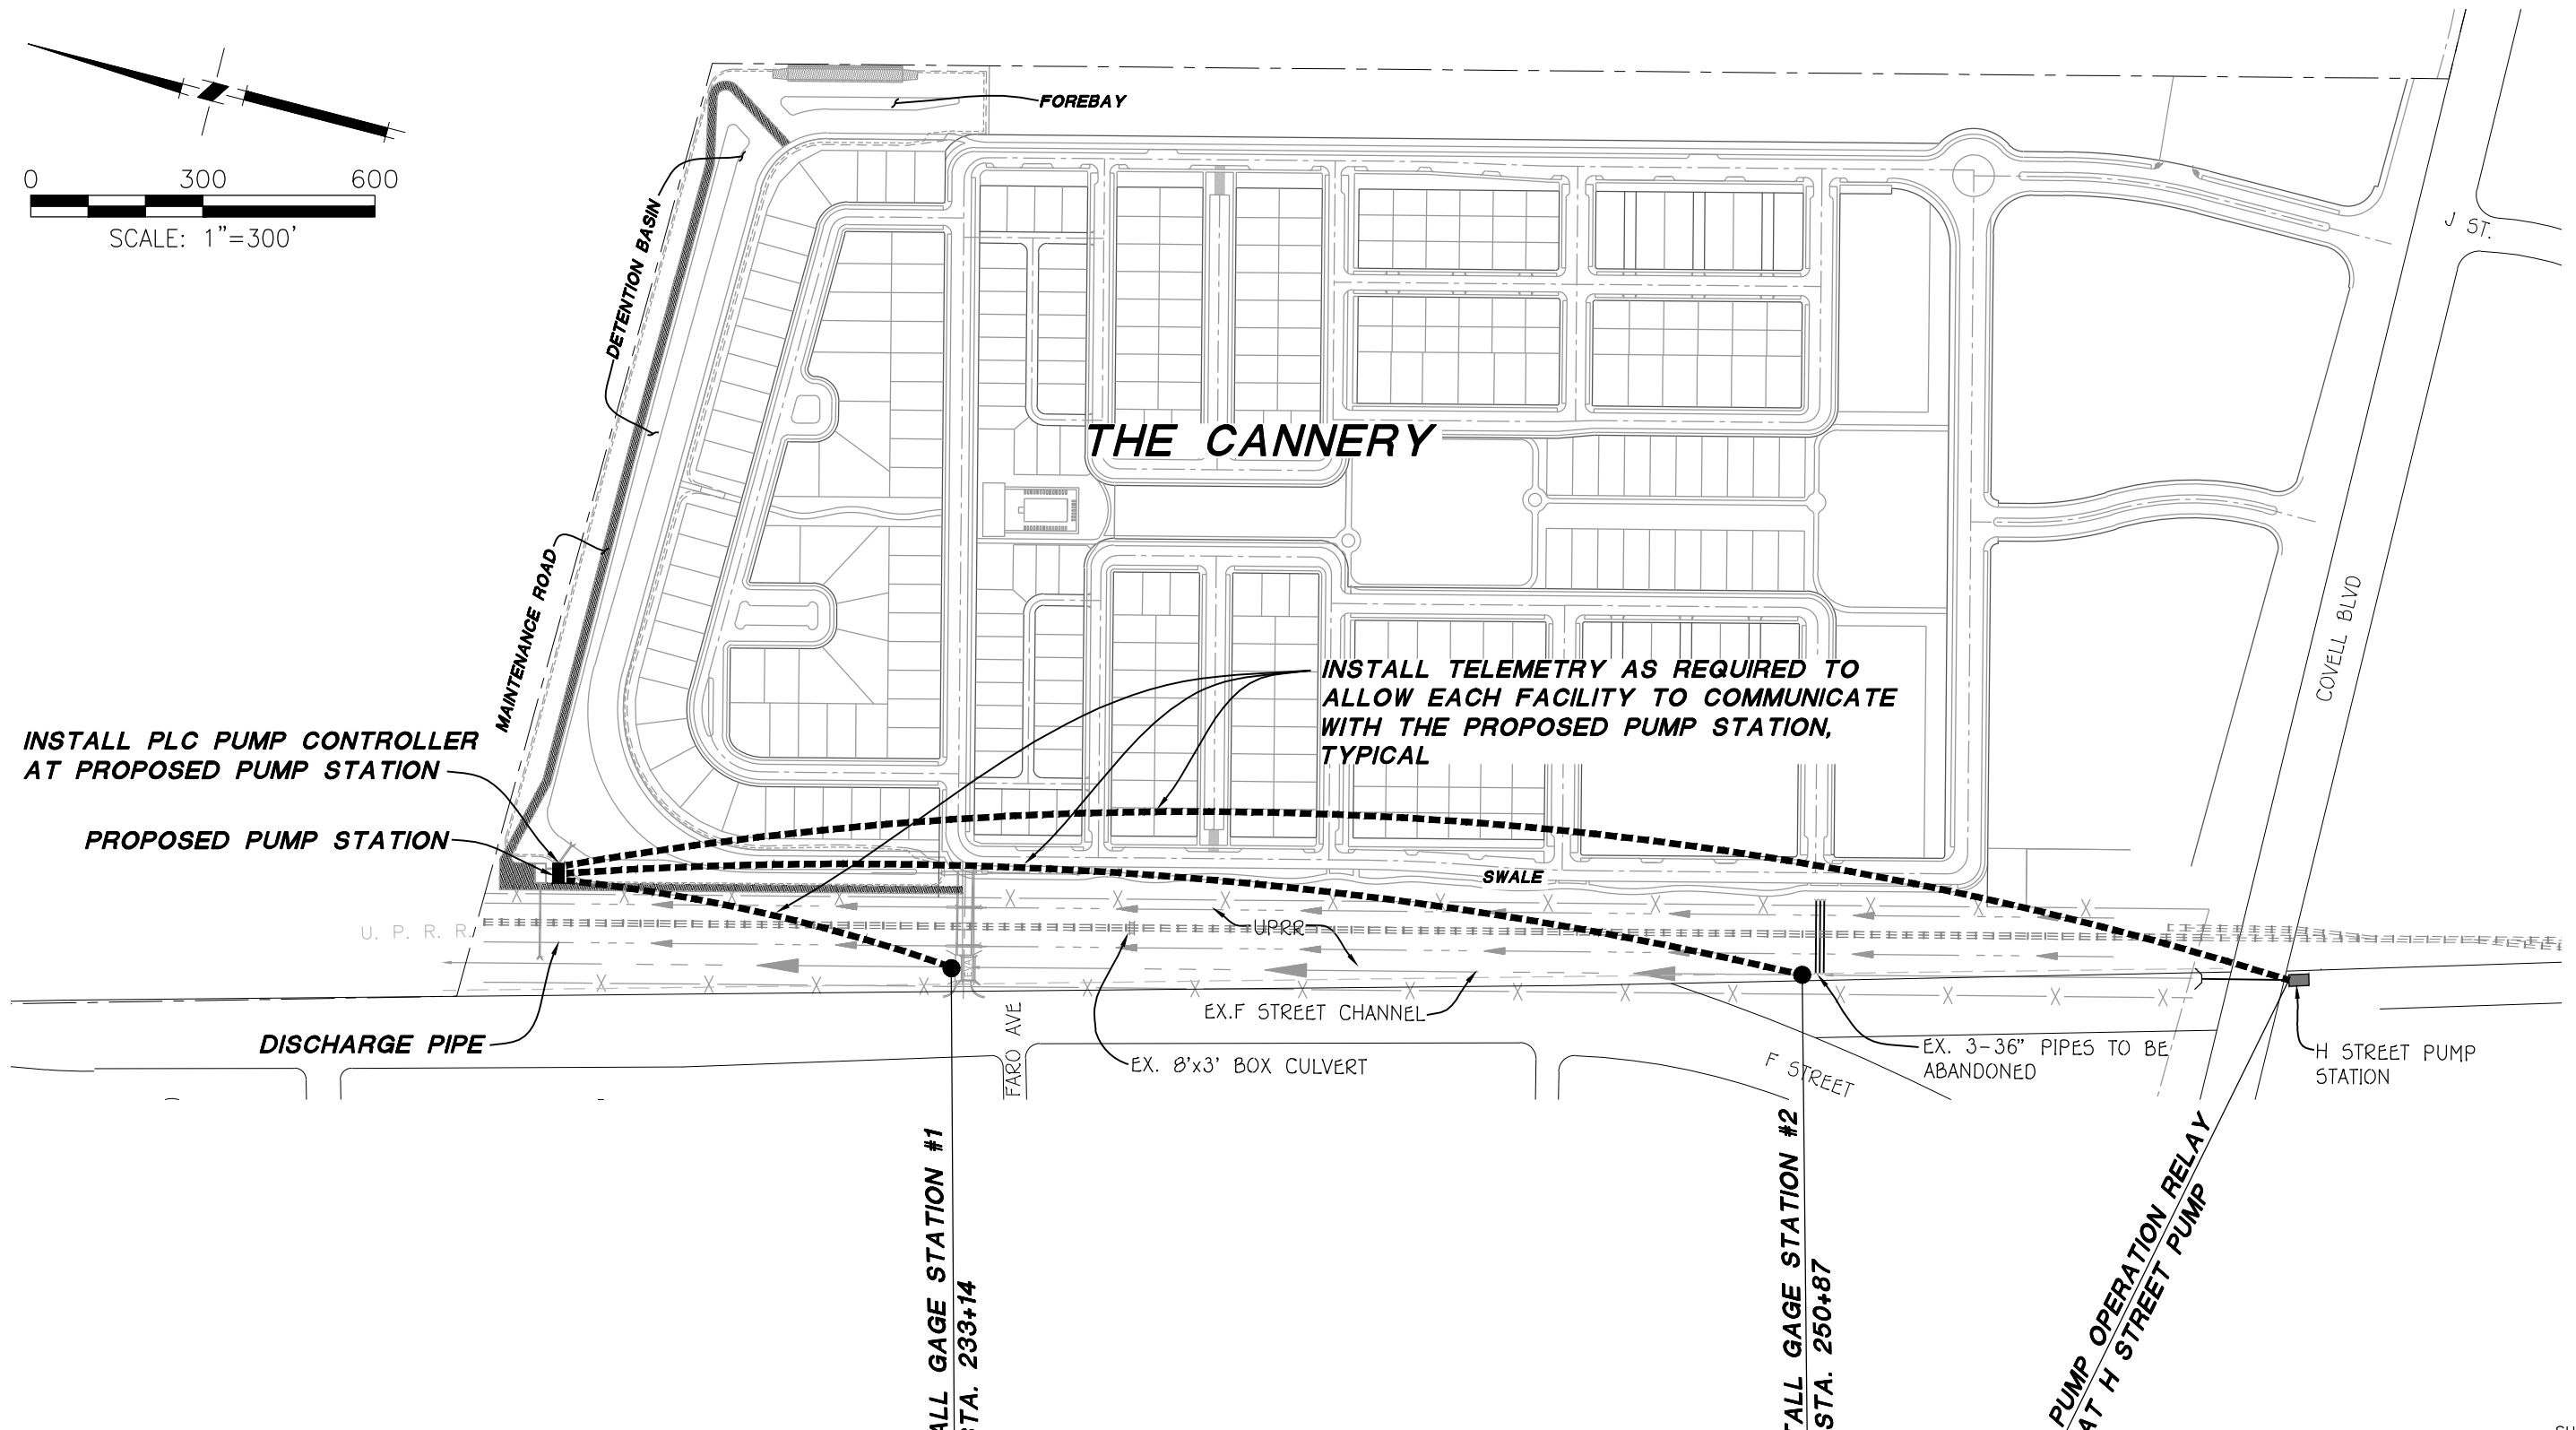 FOREBAY
0 300 600
SCALE: 1"=300'
DETENTION BASIN
J ST.
THE CANNERY
MAINTENANCE ROAD
COVELL BLVD
INSTALL TELEMETRY AS REQUIRED TO
ALLOW EACH FACILITY TO COMMUNICATE
WITH THE PROPOSED PUMP STATION,
TYPICAL
INSTALL PLC PUMP CONTROLLER
AT PROPOSED PUMP STATION
PROPOSED PUMP STATION
SWALE
U. P. R. R.
UPRR
EVA
EX.F STREET CHANNEL
DISCHARGE PIPE
FARO AVE
EX. 8'x3' BOX CULVERT
F STREET
EX. 3-36" PIPES TO BE
ABANDONED
H STREET PUMP
STATION
ALL GAGE STATION #1
STA. 233+14
TALL GAGE STATION #2
STA. 250+87
PUMP OPERATION RELAY
AT H STREET PUMP